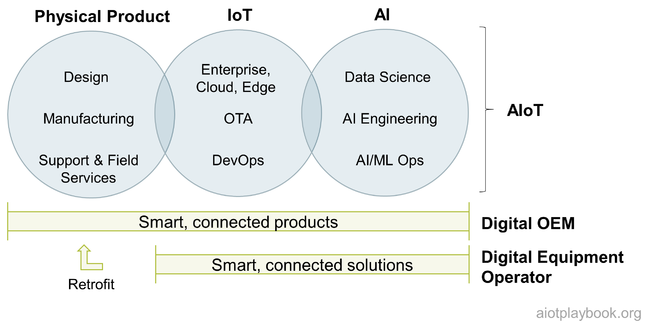 Physical Product
IoT
AI
Design
Manufacturing
Support & Field
Services
Enterprise,
Cloud, Edge
OTA
DevOps
Data Science
AI Engineering
AI/ML Ops
AIoT
Smart, connected products
Digital OEM
Retrofit
Smart, connected solutions
Digital Equipment
Operator
aiotplaybook.org